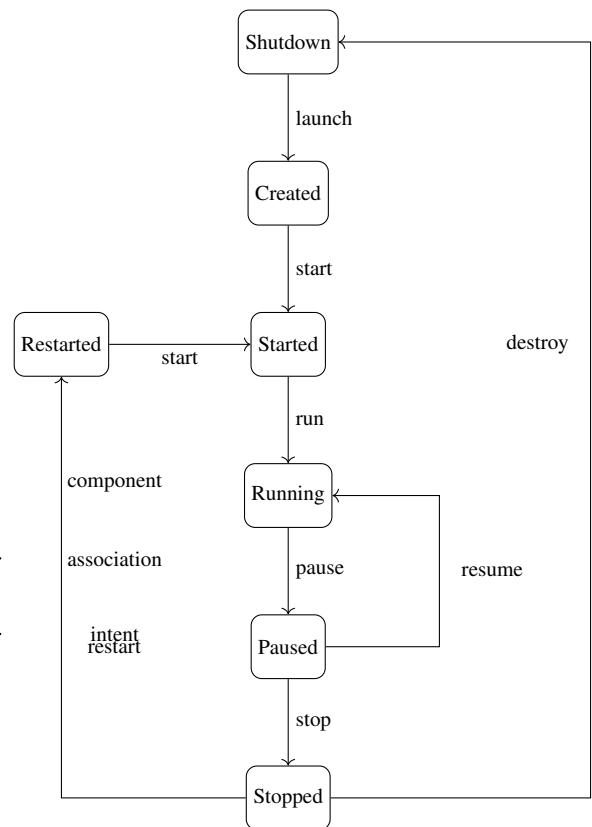 Shutdown
launch
Created
start
Restarted
start
Started
destroy
run
component
Running
association
pause
resume
intent
restart
Paused
stop
Stopped